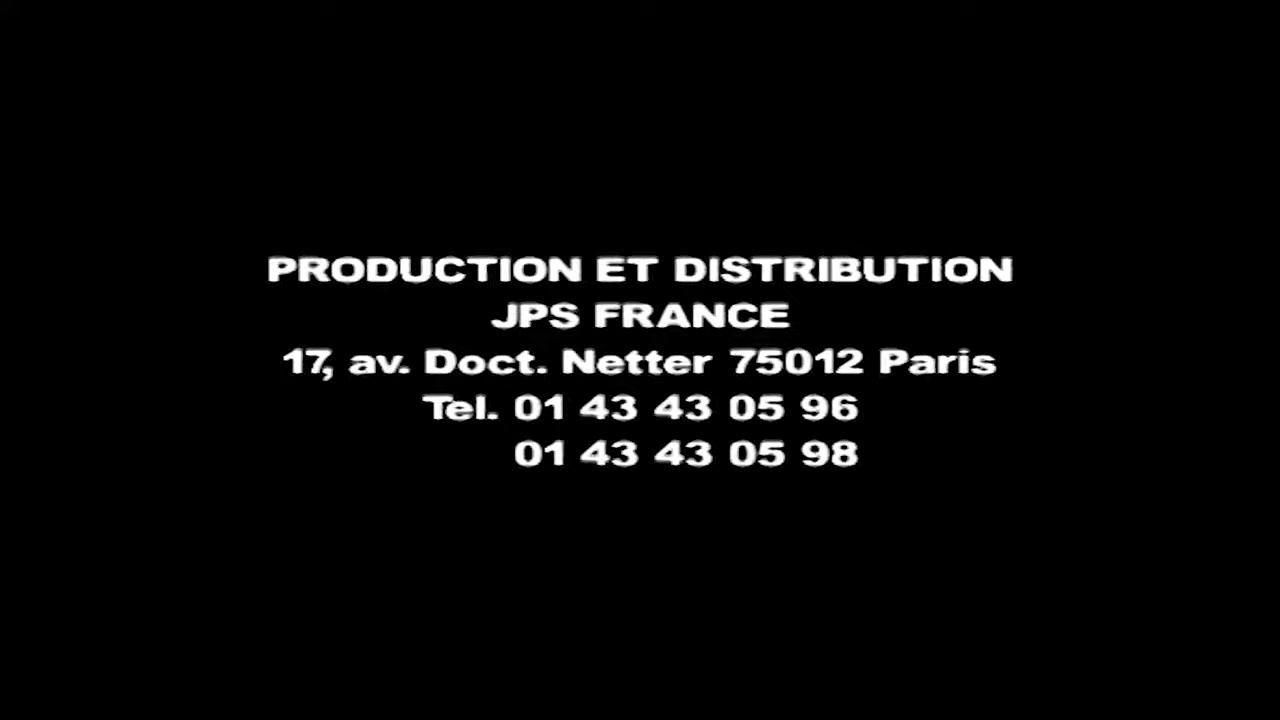 PRODUCTION ET DISTRIBUTION
JPS FRANCE
17, av. Doct. Netter 75012 Paris
Tel. 01 43 43 05 96
01 43 43 05 98